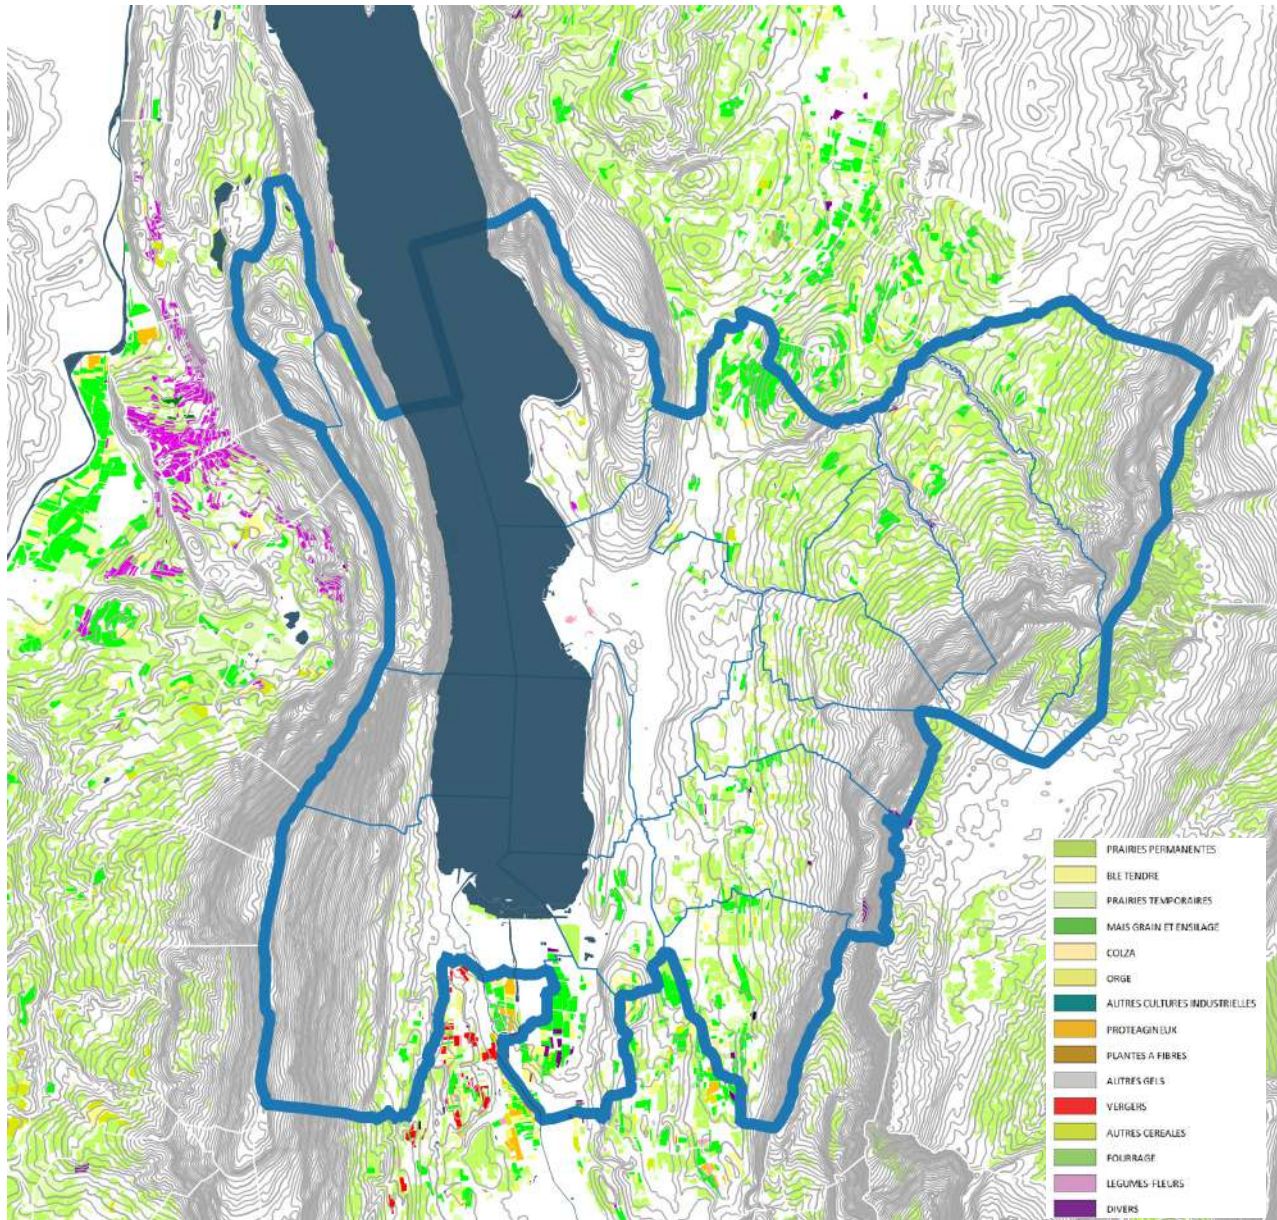 PRAIRIES PERMANENTES
BLE TENDRE
PRAIRIES TEMPORAIRES
MAIS GRAIN ET ENSILAGE
COLZA
ORGE
AUTRES CULTURES INDUSTRIELLES
PROTEAGINEUX
PLANTES A FIBRES
AUTRES GELS
VERGERS
AUTRES CEREALES
FOURRAGE
LEGUMES-FLEURS
DIVERS